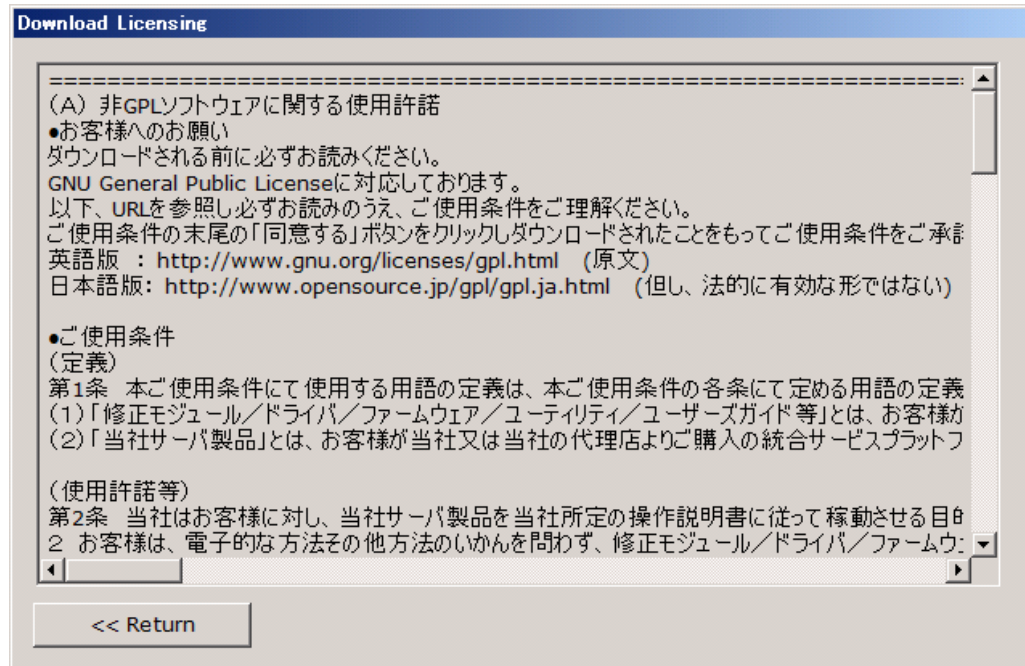 Download Licensing
===============================================================
(A) 非GPLソフトウェアに関する使用許諾
●お客様へのお願い
ダウンロードされる前に必ずお読みください。
GNU General Public Licenseに対応しております。
以下、URLを参照し必ずお読みのうえ、ご使用条件をご理解ください。
ご使用条件の末尾の「同意する」ボタンをクリックしダウンロードされたことをもってご使用条件をご承
英語版 : http://www.gnu.org/licenses/gpl.html (原文)
日本語版: http://www.opensource.jp/gpl/gpl.ja.html (但し、法的に有効な形ではない)
●ご使用条件
(定義)
第1条 本ご使用条件にて使用する用語の定義は、本ご使用条件の各条にて定める用語の定義
(1)「修正モジュール／ドライバ／ファームウェア／ユーティリティ／ユーザーズガイド等」とは、お客様が
(2)「当社サーバ製品」とは、お客様が当社又は当社の代理店よりご購入の統合サービスプラットフ
(使用許諾等)
第2条 当社はお客様に対し、当社サーバ製品を当社所定の操作説明書に従って稼動させる目
2 お客様は、電子的な方法その他方法のいかんを問わず、修正モジュール／ドライバ／ファームウ
<< Return